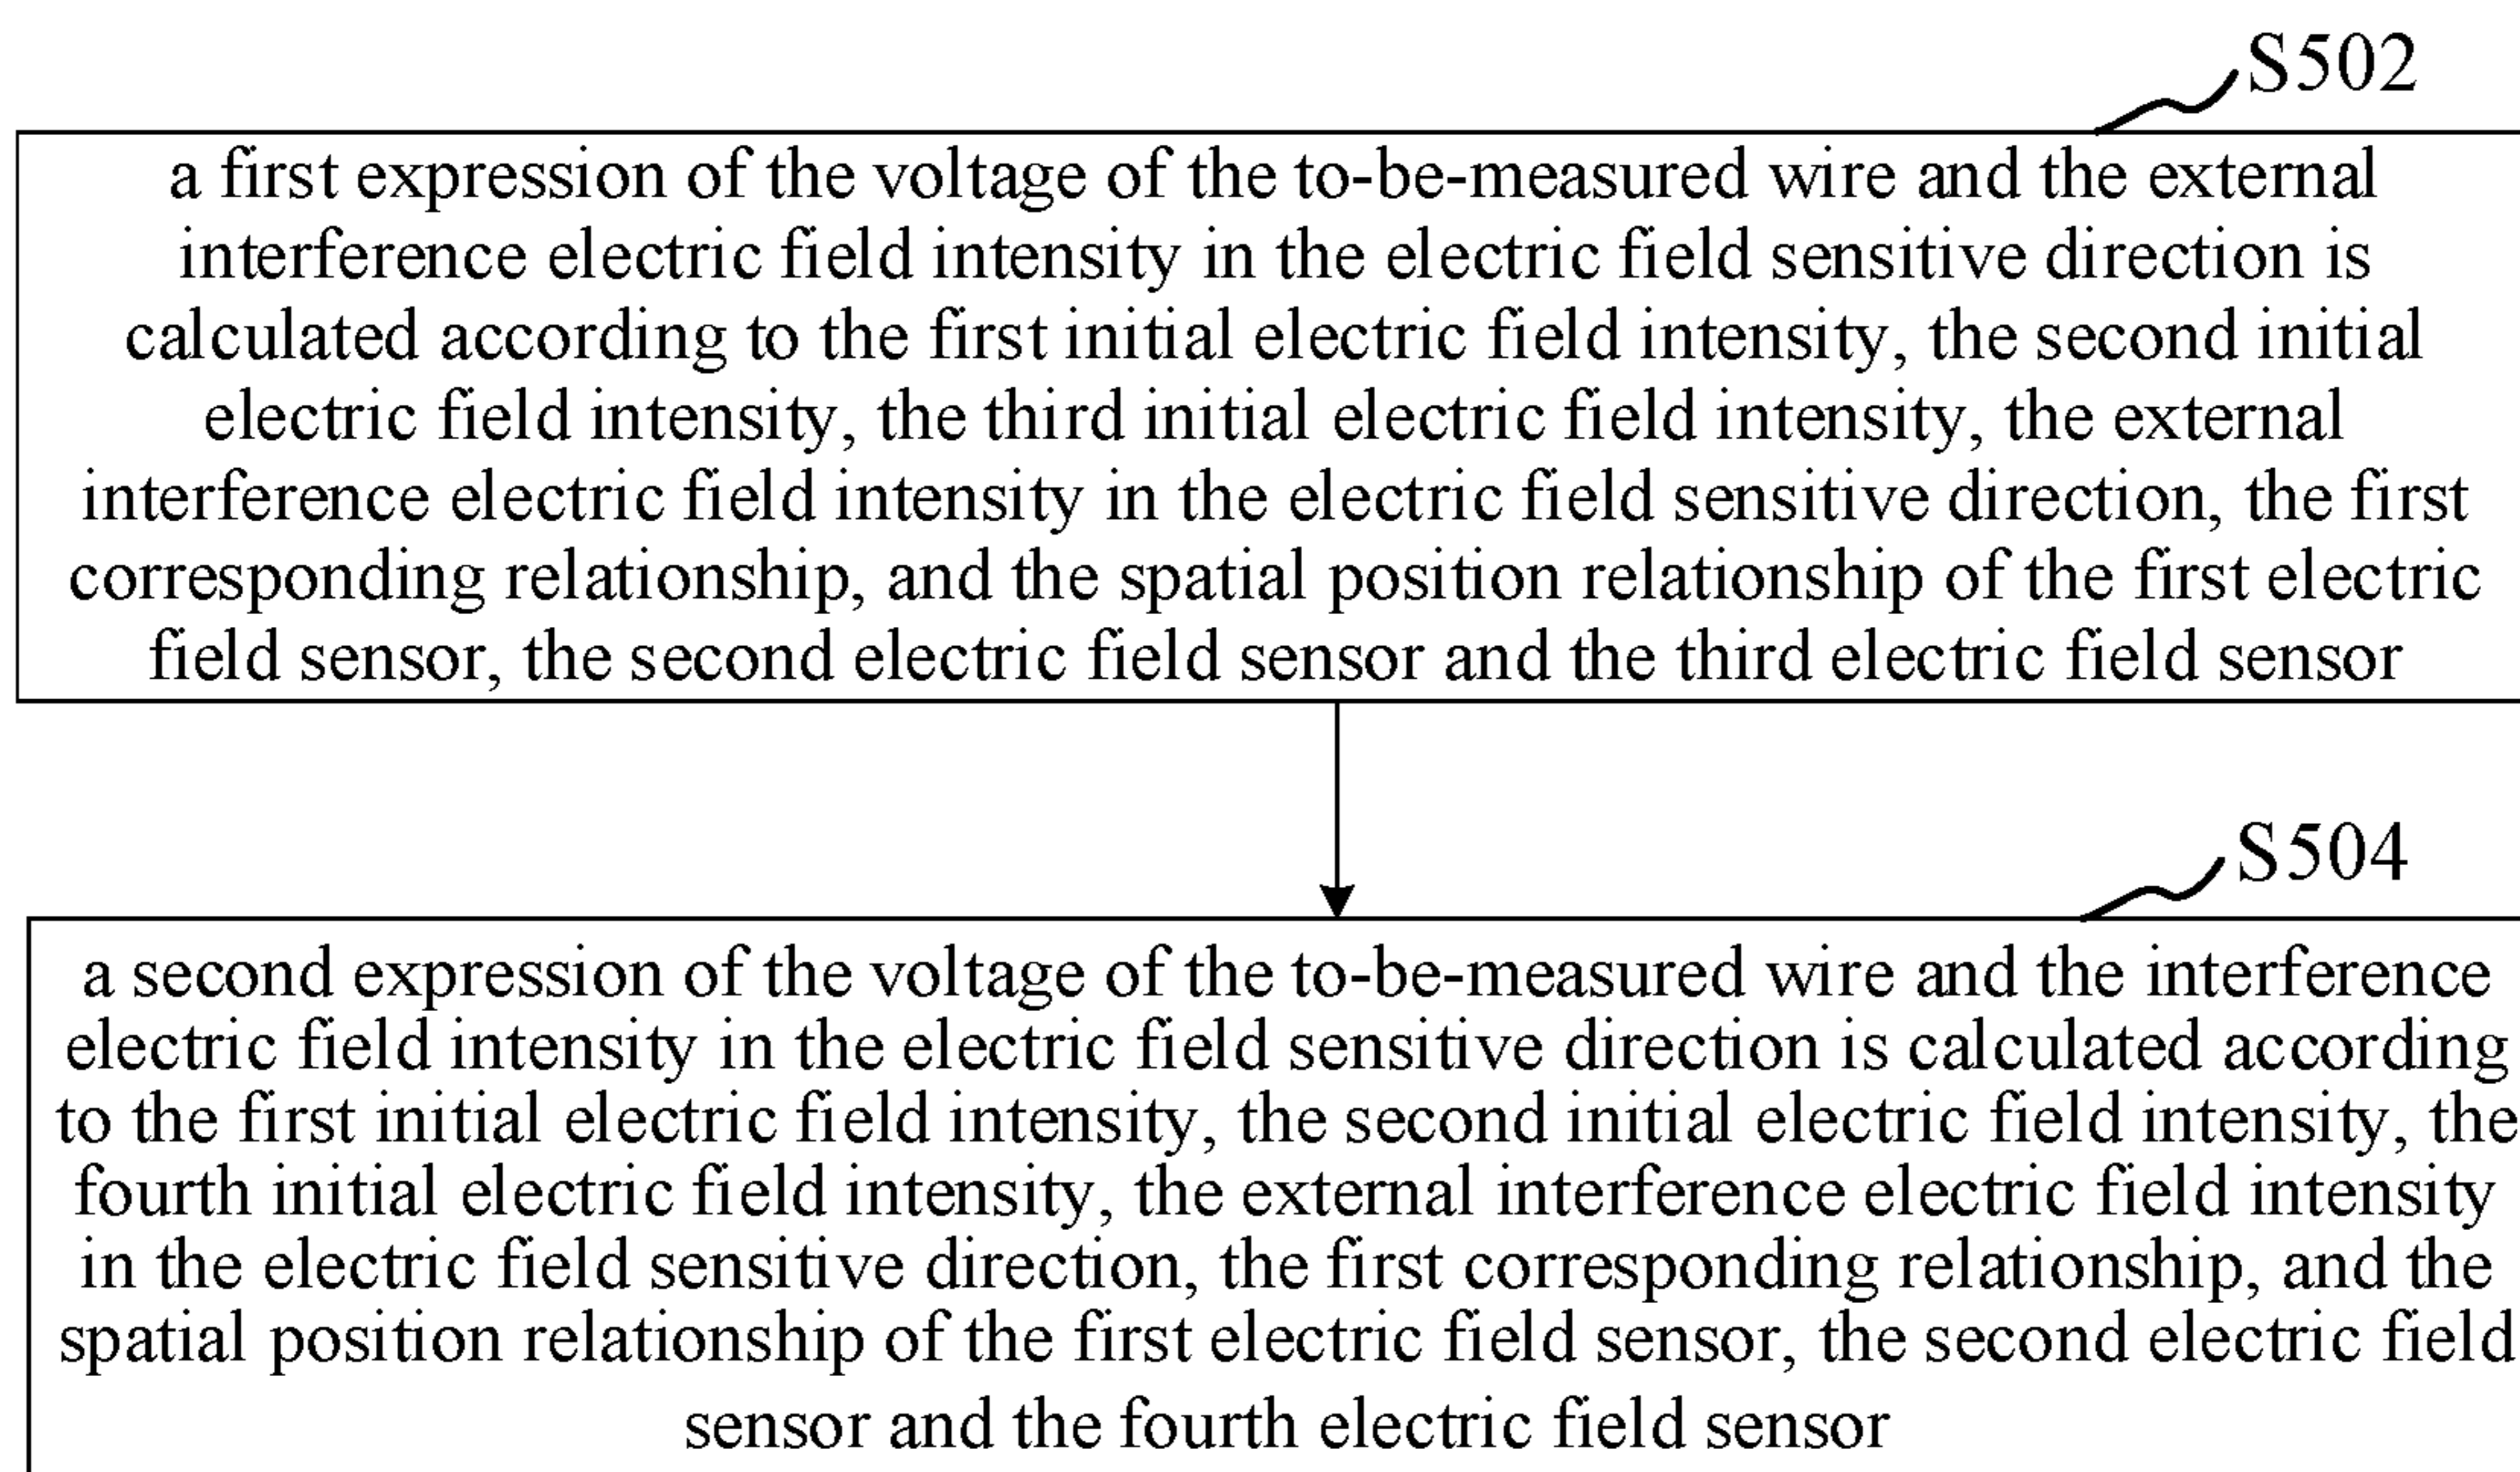 S502
a first expression of the voltage of the to-be-measured wire and the external
interference electric field intensity in the electric field sensitive direction is
calculated according to the first initial electric field intensity, the second initial
electric field intensity, the third initial electric field intensity, the external
interference electric field intensity in the electric field sensitive direction, the first
corresponding relationship, and the spatial position relationship of the first electric
field sensor, the second electric field sensor and the third electric field sensor
S504
a second expression of the voltage of the to-be-measured wire and the interference
electric field intensity in the electric field sensitive direction is calculated according
to the first initial electric field intensity, the second initial electric field intensity, the
fourth initial electric field intensity, the external interference electric field intensity
in the electric field sensitive direction, the first corresponding relationship, and the
spatial position relationship of the first electric field sensor, the second electric field
sensor and the fourth electric field sensor